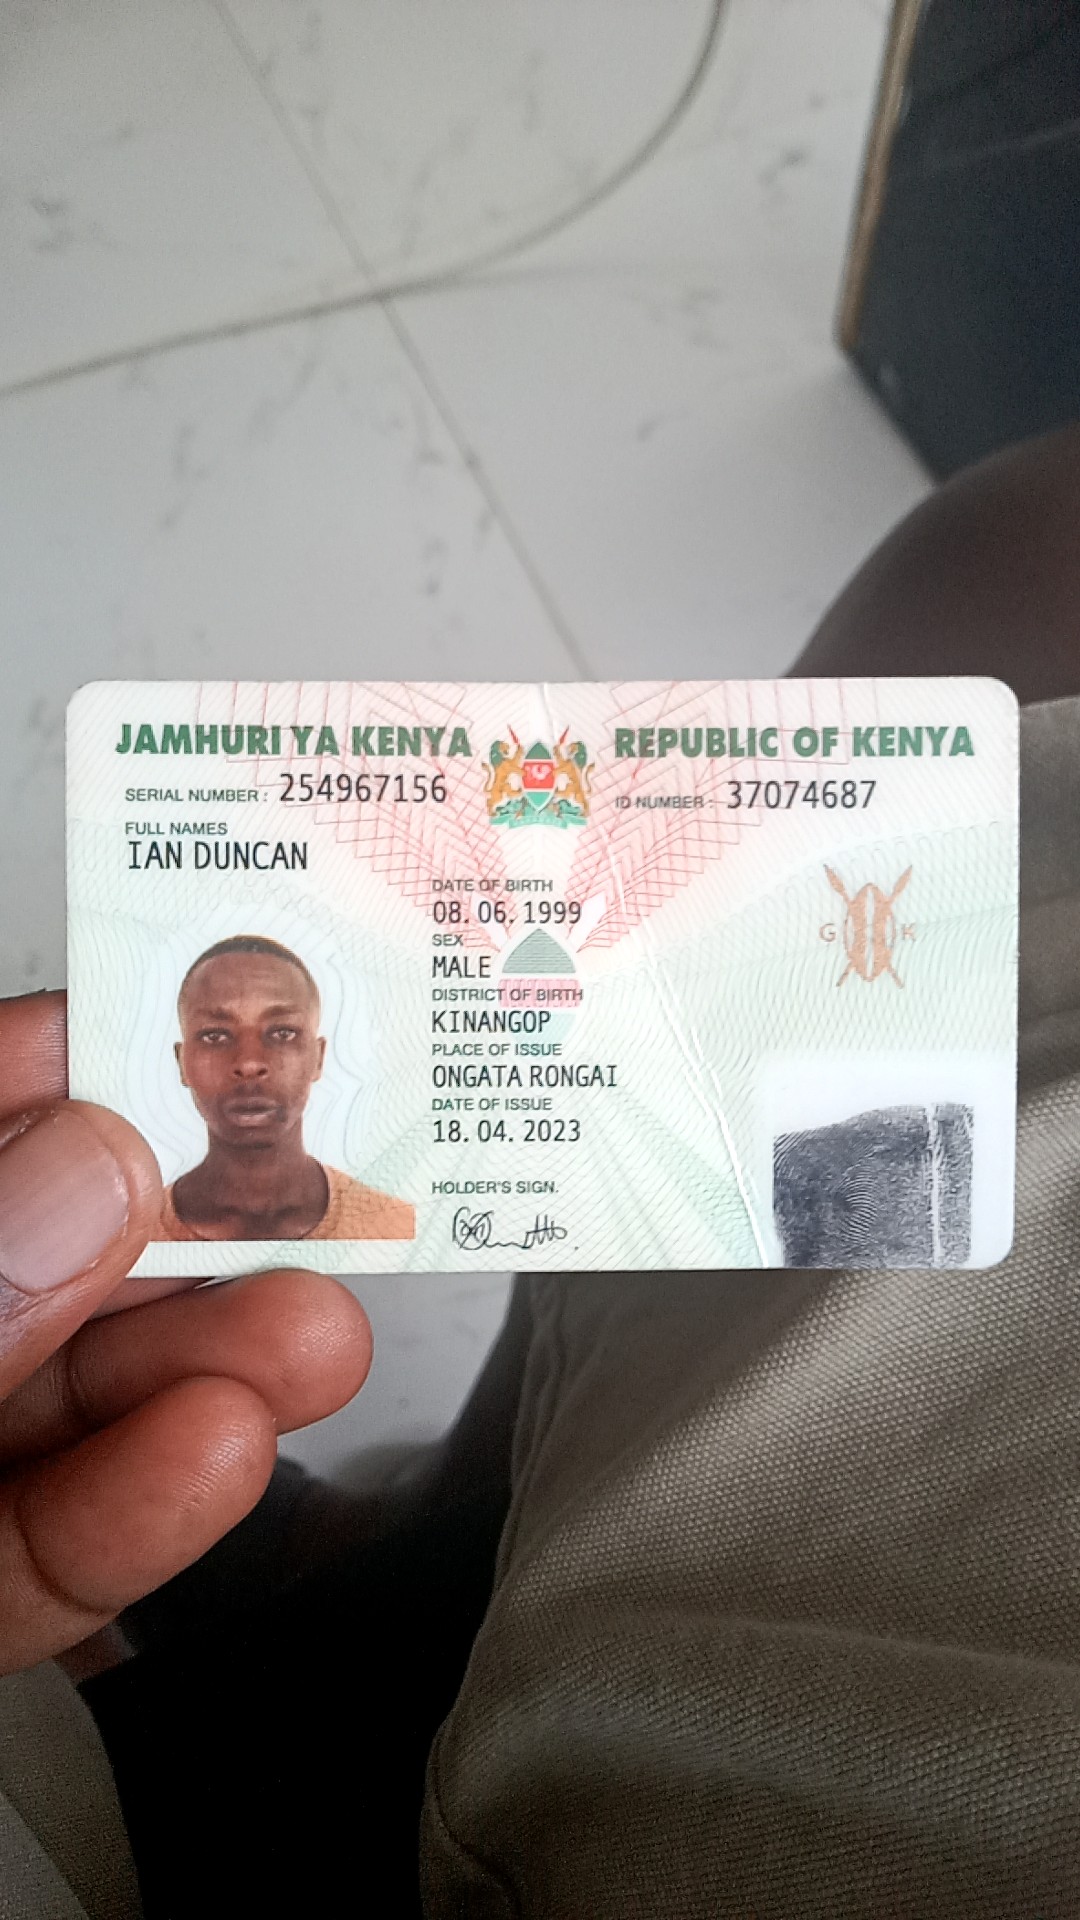 JAMHURI YA KENYA REPUBLIC OF KENYA
SERIAL NUMBER : 254967156 ID NUMBER : 37074687
FULL NAMES
IAN DUNCAN
DATE OF BIRTH
08. 06. 1999
SEX
MALE
DISTRICT OF BIRTH
KINANGOP
PLACE OF ISSUE
ONGATA RONGAI
DATE OF ISSUE
18. 04. 2023
HOLDER'S SIGN.
G K